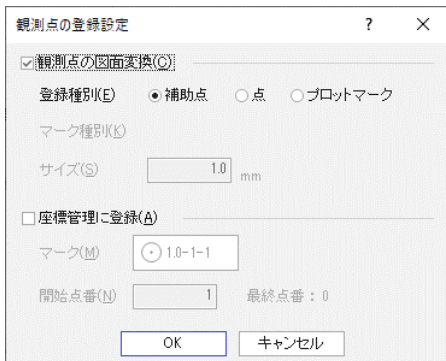 観測点の登録設定 ? ×
観測点の図面変換(C)
登録種別(E) 補助点 点 プロットマーク
マーク種別(K)
サイズ(S) 1.0 mm
座標管理に登録(A)
マーク(M) 1.0-1-1
開始点番(N) 1 最終点番：0
OK キャンセル